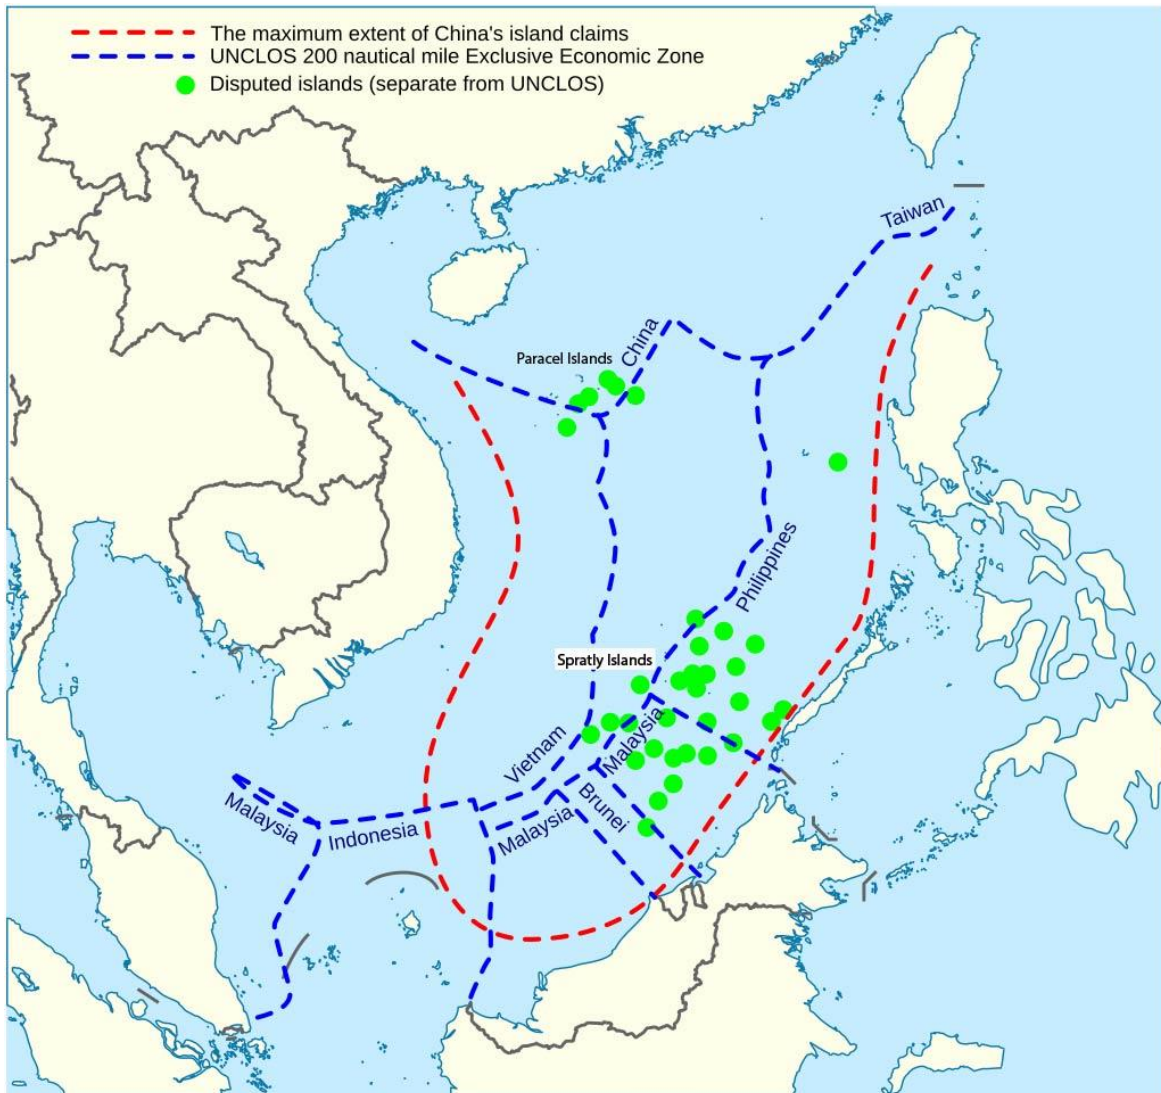 The maximum extent of China's island claims
UNCLOS 200 nautical mile Exclusive Economic Zone
Disputed islands (separate from UNCLOS)
Taiwan
China
Paracel Islands
Philippines
Spratly Islands
Malaysia
Vietnam
Brunei
Malaysia
Indonesia
Malaysia